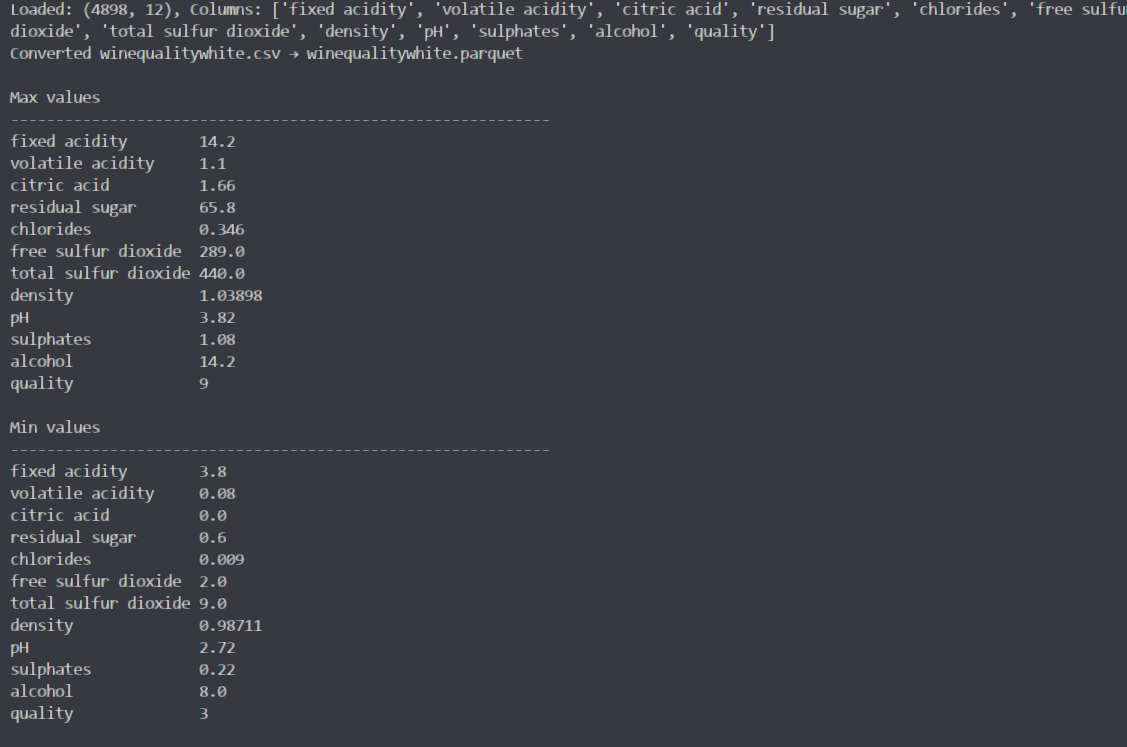 Loaded: (4898, 12), Columns: ['fixed acidity', 'volatile acidity', 'citric acid', 'residual sugar', 'chlorides', 'free
dioxide', 'total sulfur dioxide', 'density', 'pH', 'sulphates', 'alcohol', 'quality']
Converted winequalitywhite.csv → winequalitywhite.parquet
Max values
------------------------------------------------------------
fixed acidity 14.2
volatile acidity 1.1
citric acid 1.66
residual sugar 65.8
chlorides 0.346
free sulfur dioxide 289.0
total sulfur dioxide 440.0
density 1.03898
pH 3.82
sulphates 1.08
alcohol 14.2
quality 9
Min values
------------------------------------------------------------
fixed acidity 3.8
volatile acidity 0.08
citric acid 0.0
residual sugar 0.6
chlorides 0.009
free sulfur dioxide 2.0
total sulfur dioxide 9.0
density 0.98711
pH 2.72
sulphates 0.22
alcohol 8.0
quality 3